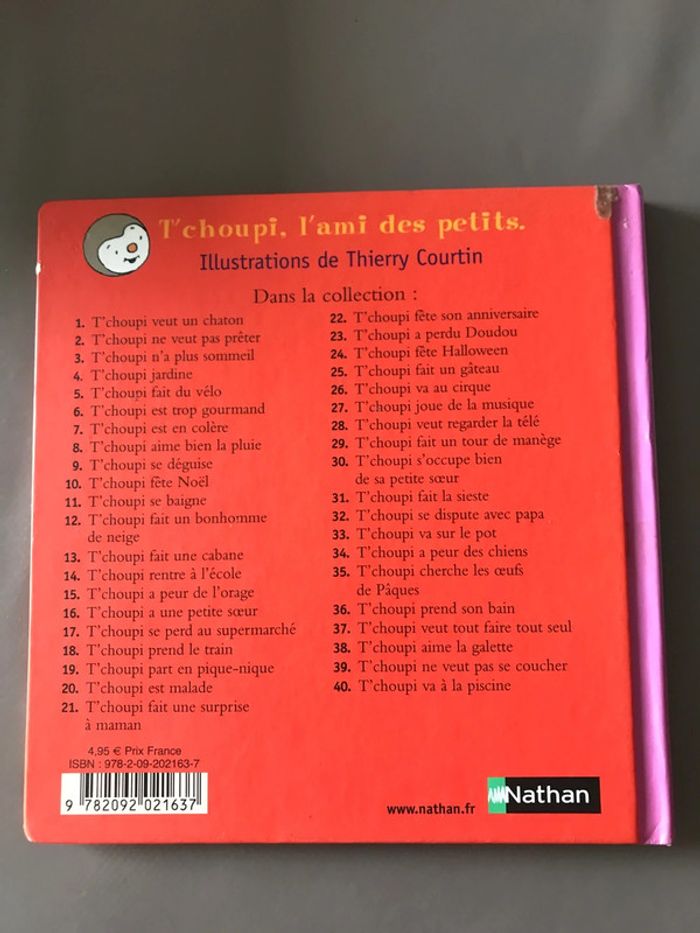 T'choupi, l'ami des petits.
Illustrations de Thierry Courtin
Dans la collection :
1. T'choupi veut un chaton
2. T'choupi ne veut pas prêter
3. T'choupi n'a plus sommeil
4. T'choupi jardine
5. T'choupi fait du vélo
6. T'choupi est trop gourmand
7. T'choupi est en colère
8. T'choupi aime bien la pluie
9. T'choupi se déguise
10. T'choupi fête Noël
11. T'choupi se baigne
12. T'choupi fait un bonhomme
de neige
13. T'choupi fait une cabane
14. T'choupi rentre à l'école
15. T'choupi a peur de l'orage
16. T'choupi a une petite sœur
17. T'choupi se perd au supermarché
18. T'choupi prend le train
19. T'choupi part en pique-nique
20. T'choupi est malade
21. T'choupi fait une surprise
à maman
22. T'choupi fête son anniversaire
23. T'choupi a perdu Doudou
24. T'choupi fête Halloween
25. T'choupi fait un gâteau
26. T'choupi va au cirque
27. T'choupi joue de la musique
28. T'choupi veut regarder la télé
29. T'choupi fait un tour de manège
30. T'choupi s'occupe bien
de sa petite sœur
31. T'choupi fait la sieste
32. T'choupi se dispute avec papa
33. T'choupi va sur le pot
34. T'choupi a peur des chiens
35. T'choupi cherche les œufs
de Pâques
36. T'choupi prend son bain
37. T'choupi veut tout faire tout seul
38. T'choupi aime la galette
39. T'choupi ne veut pas se coucher
40. T'choupi va à la piscine
4,95 € Prix France
ISBN : 978-2-09-202163-7
9 782092 021637
www.nathan.fr
Nathan